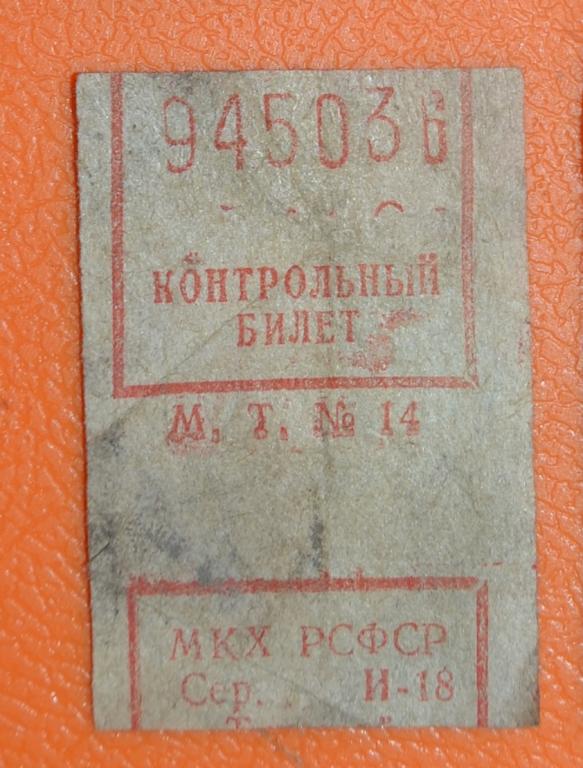 945036
КОНТРОЛЬНЫЙ
БИЛЕТ
М. Т. № 14
МКХ РСФСР
Сер. И-18